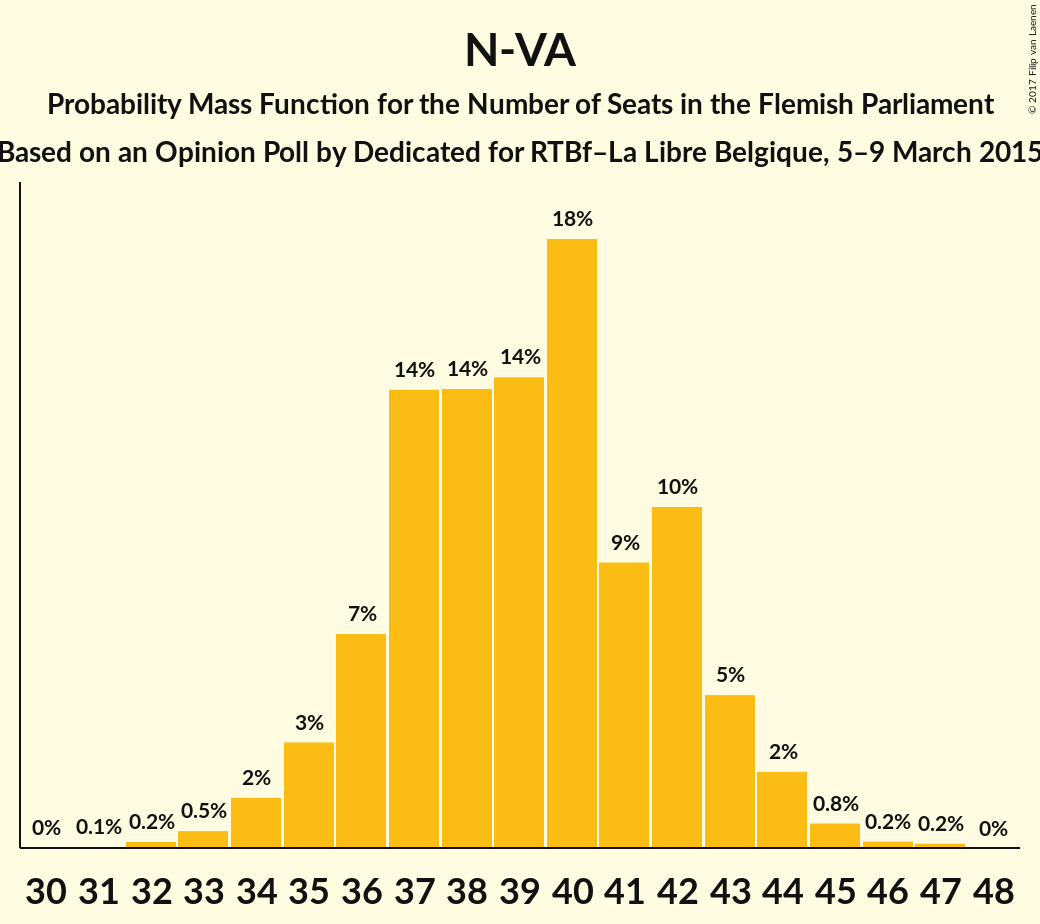 N-VA
Probability Mass Function for the Number of Seats in the Flemish Parliament
Based on an Opinion Poll by Dedicated for RTBf–La Libre Belgique, 5–9 March 2015
© 2017 Filip van Laenen
0% 0.1% 0.2% 0.5% 2% 3% 7% 14% 14% 14% 18% 9% 10% 5% 2% 0.8% 0.2% 0.2% 0%
30 31 32 33 34 35 36 37 38 39 40 41 42 43 44 45 46 47 48